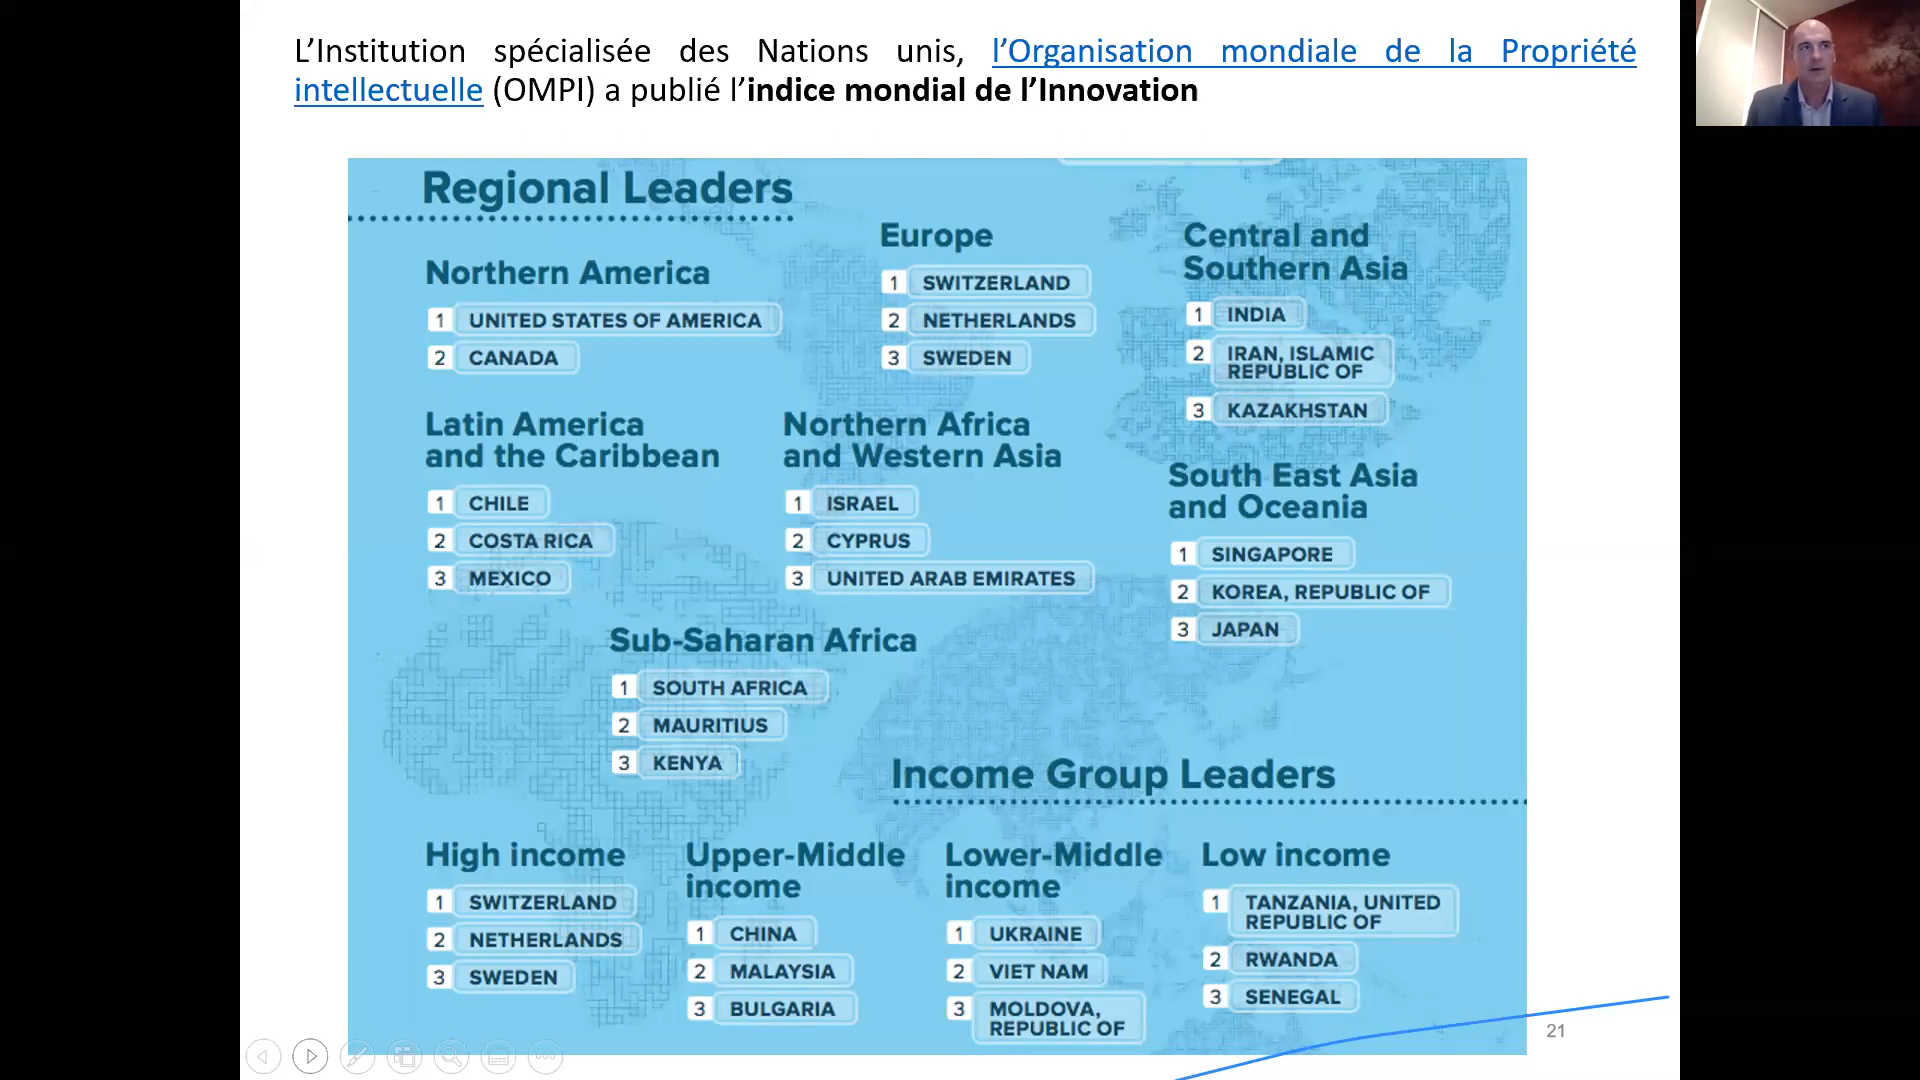 L’Institution spécialisée des Nations unis, l’Organisation mondiale de la Propriété
intellectuelle (OMPI) a publié l’indice mondial de l’Innovation
Regional Leaders
Northern America
1 UNITED STATES OF AMERICA
2 CANADA
Europe
1 SWITZERLAND
2 NETHERLANDS
3 SWEDEN
Central and
Southern Asia
1 INDIA
2 IRAN, ISLAMIC
REPUBLIC OF
3 KAZAKHSTAN
Latin America
and the Caribbean
1 CHILE
2 COSTA RICA
3 MEXICO
Northern Africa
and Western Asia
1 ISRAEL
2 CYPRUS
3 UNITED ARAB EMIRATES
South East Asia
and Oceania
1 SINGAPORE
2 KOREA, REPUBLIC OF
3 JAPAN
Sub-Saharan Africa
1 SOUTH AFRICA
2 MAURITIUS
3 KENYA
Income Group Leaders
High income
1 SWITZERLAND
2 NETHERLANDS
3 SWEDEN
Upper-Middle
income
1 CHINA
2 MALAYSIA
3 BULGARIA
Lower-Middle
income
1 UKRAINE
2 VIET NAM
3 MOLDOVA,
REPUBLIC OF
Low income
1 TANZANIA, UNITED
REPUBLIC OF
2 RWANDA
3 SENEGAL
21